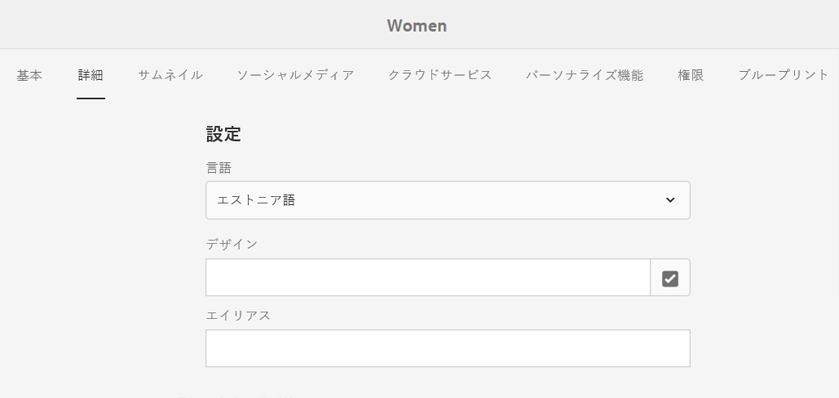 Women
基本 詳細 サムネイル ソーシャルメディア クラウドサービス パーソナライズ機能 権限 ブループリント
設定
言語
エストニア語
デザイン
エイリアス